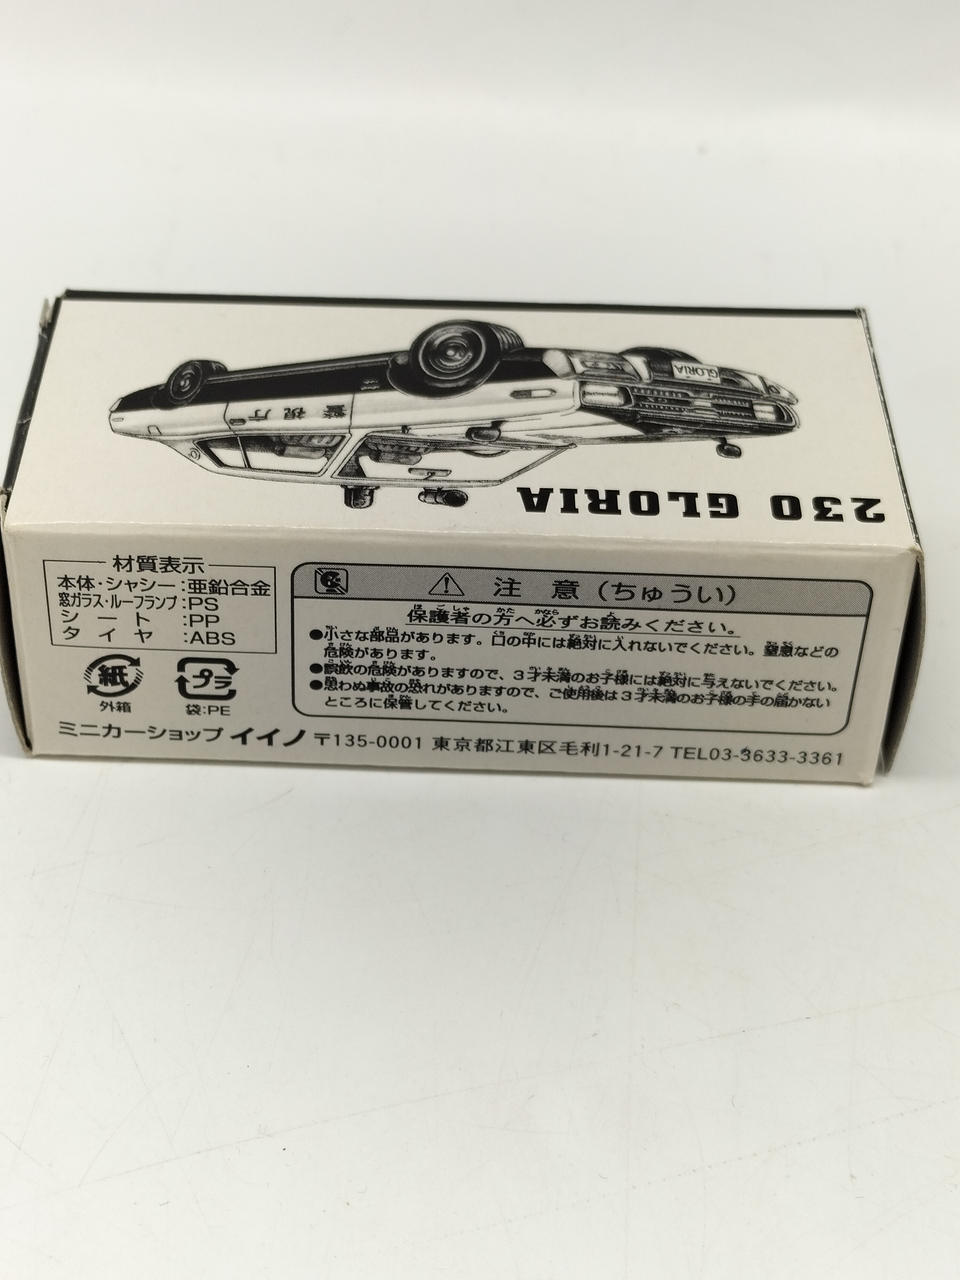 GLORIA
警視庁
230 GLORIA
材質表示
本体・シャシー:亜鉛合金
窓ガラス・ルーフランプ:PS
シート:PP
タイヤ:ABS
紙
外箱
プラ
袋:PE
注意(ちゅうい)
保護者の方へ必ずお読みください。
●小さな部品があります。口の中には絶対に入れないでください。窒息などの
危険があります。
●誤飲の危険がありますので、3才未満のお子様には絶対に与えないでください。
●思わぬ事故の恐れがありますので、ご使用後は3才未満のお子様の手の届かない
ところに保管してください。
ミニカーショップ イイノ 〒135-0001 東京都江東区毛利1-21-7 TEL03-3633-3361